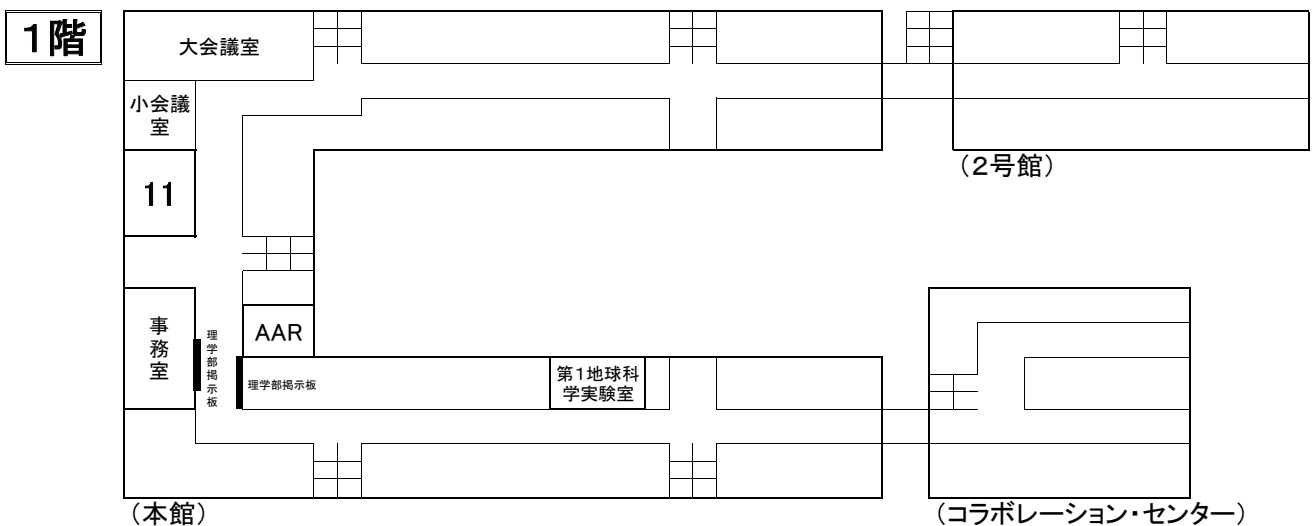 1階
大会議室
小会議
室
11
(2号館)
事
務
室
理
学
部
掲
示
板
AAR
理学部掲示板
第1地球科
学実験室
(本館)
(コラボレーション・センター)